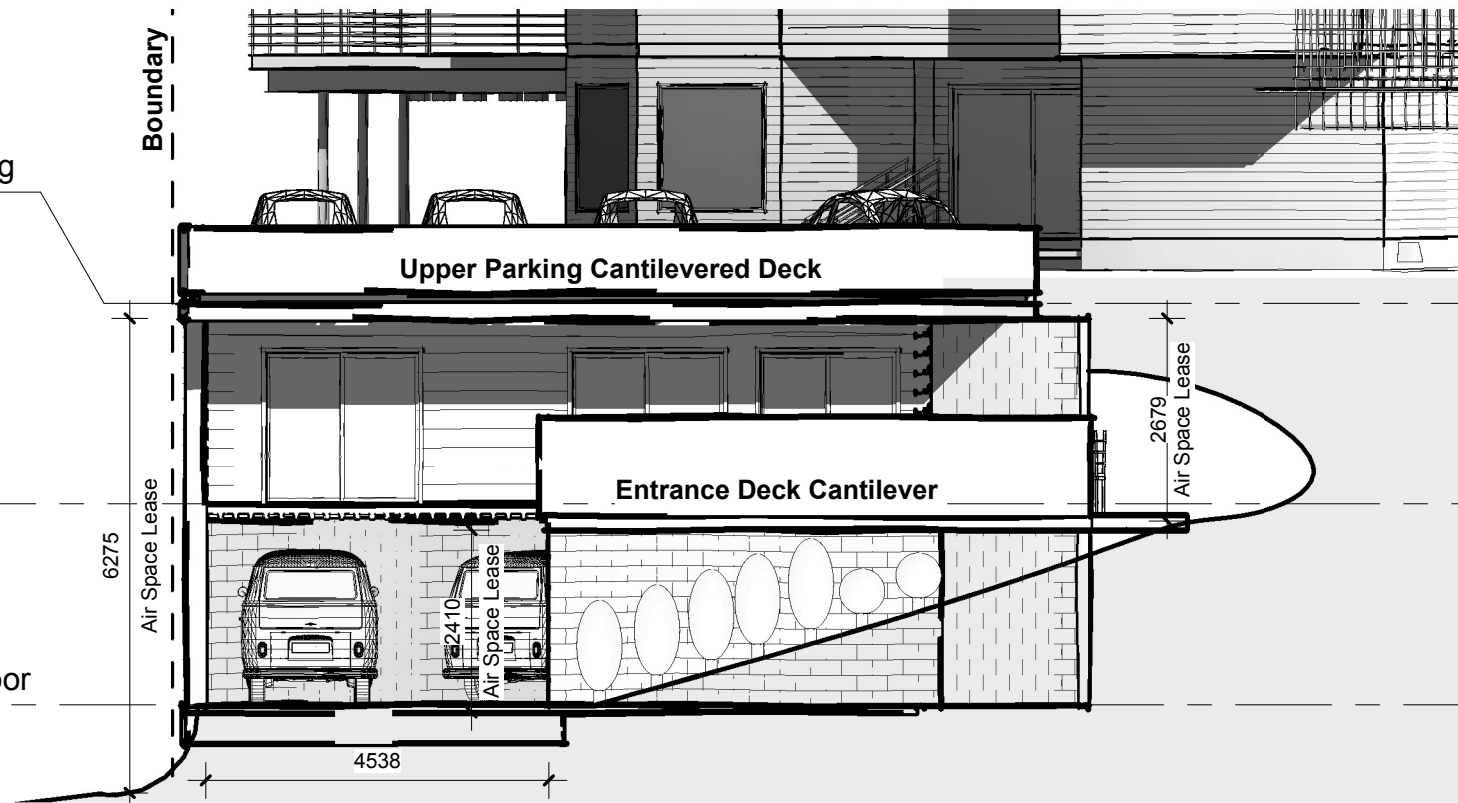 Boundary
g
Upper Parking Cantilevered Deck
2679
Air Space Lease
Entrance Deck Cantilever
6275
Air Space Lease
2410
Air Space Lease
oor
4538